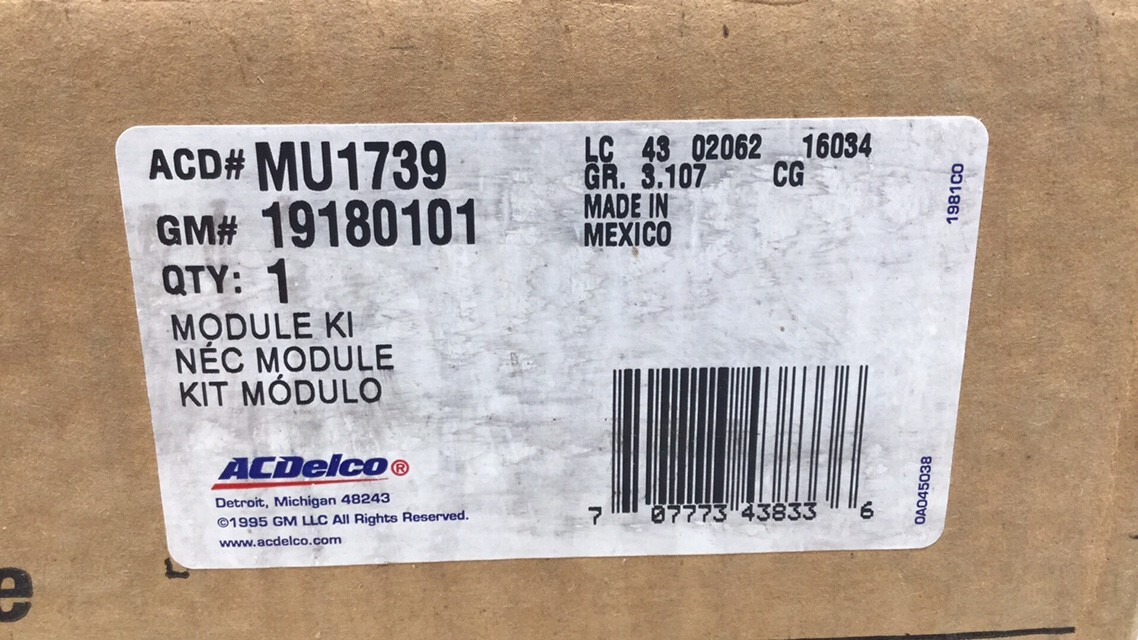 ACD# MU1739
GM# 19180101
QTY: 1
MODULE KI
NÉC MODULE
KIT MÓDULO
ACDelco®
Detroit, Michigan 48243
©1995 GM LLC All Rights Reserved.
www.acdelco.com
LC 43 02062 16034
GR. 3.107 CG
MADE IN
MEXICO
1981CO
7 07773 43833 6
0A045038
e